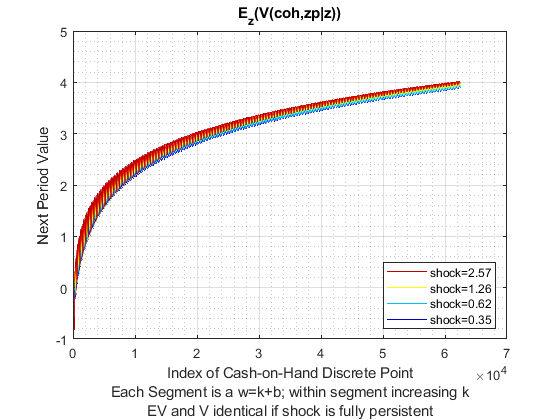 E_z(V(coh,zp|z))
5
4
3
2
1
0
-1
Next Period Value
shock=2.57
shock=1.26
shock=0.62
shock=0.35
0 1 2 3 4 5 6 7
×10^4
Index of Cash-on-Hand Discrete Point
Each Segment is a w=k+b; within segment increasing k
EV and V identical if shock is fully persistent